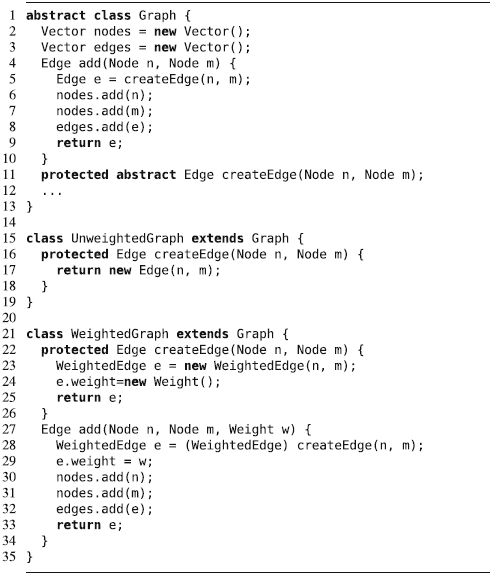 1 abstract class Graph {
2   Vector nodes = new Vector();
3   Vector edges = new Vector();
4   Edge add(Node n, Node m) {
5     Edge e = createEdge(n, m);
6     nodes.add(n);
7     nodes.add(m);
8     edges.add(e);
9     return e;
10   }
11   protected abstract Edge createEdge(Node n, Node m);
12   ...
13 }
14
15 class UnweightedGraph extends Graph {
16   protected Edge createEdge(Node n, Node m) {
17     return new Edge(n, m);
18   }
19 }
20
21 class WeightedGraph extends Graph {
22   protected Edge createEdge(Node n, Node m) {
23     WeightedEdge e = new WeightedEdge(n, m);
24     e.weight=new Weight();
25     return e;
26   }
27   Edge add(Node n, Node m, Weight w) {
28     WeightedEdge e = (WeightedEdge) createEdge(n, m);
29     e.weight = w;
30     nodes.add(n);
31     nodes.add(m);
32     edges.add(e);
33     return e;
34   }
35 }